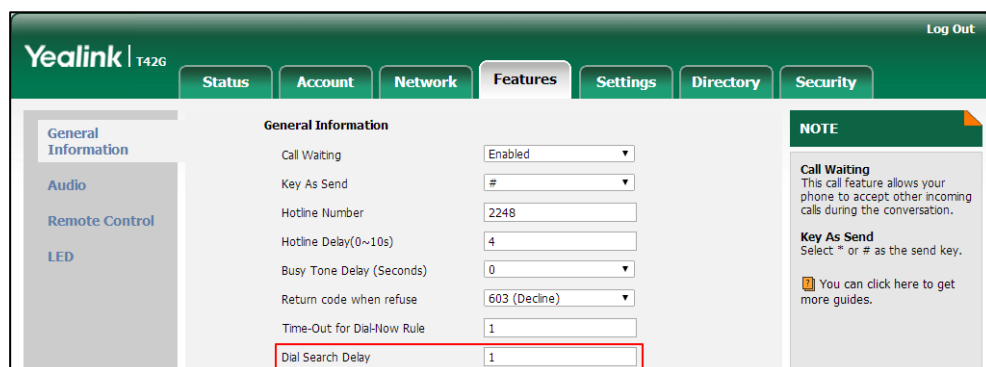 Log Out
Yealink | T42G
Status Account Network Features Settings Directory Security
General
Information
Audio
Remote Control
LED
General Information
Call Waiting Enabled
Key As Send #
Hotline Number 2248
Hotline Delay(0~10s) 4
Busy Tone Delay (Seconds) 0
Return code when refuse 603 (Decline)
Time-Out for Dial-Now Rule 1
Dial Search Delay 1
NOTE
Call Waiting
This call feature allows your
phone to accept other incoming
calls during the conversation.
Key As Send
Select * or # as the send key.
You can click here to get
more guides.